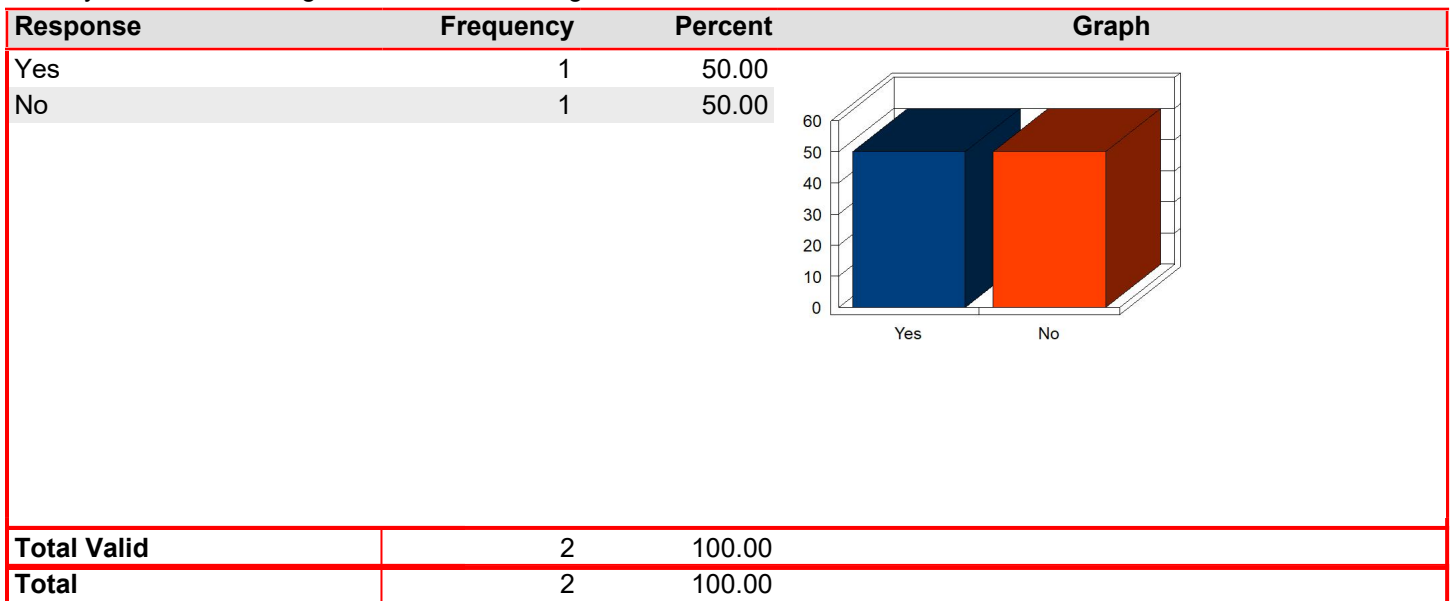 Response Frequency Percent Graph
Yes 1 50.00
No 1 50.00
60
50
40
30
20
10
0
Yes No
Total Valid 2 100.00
Total 2 100.00